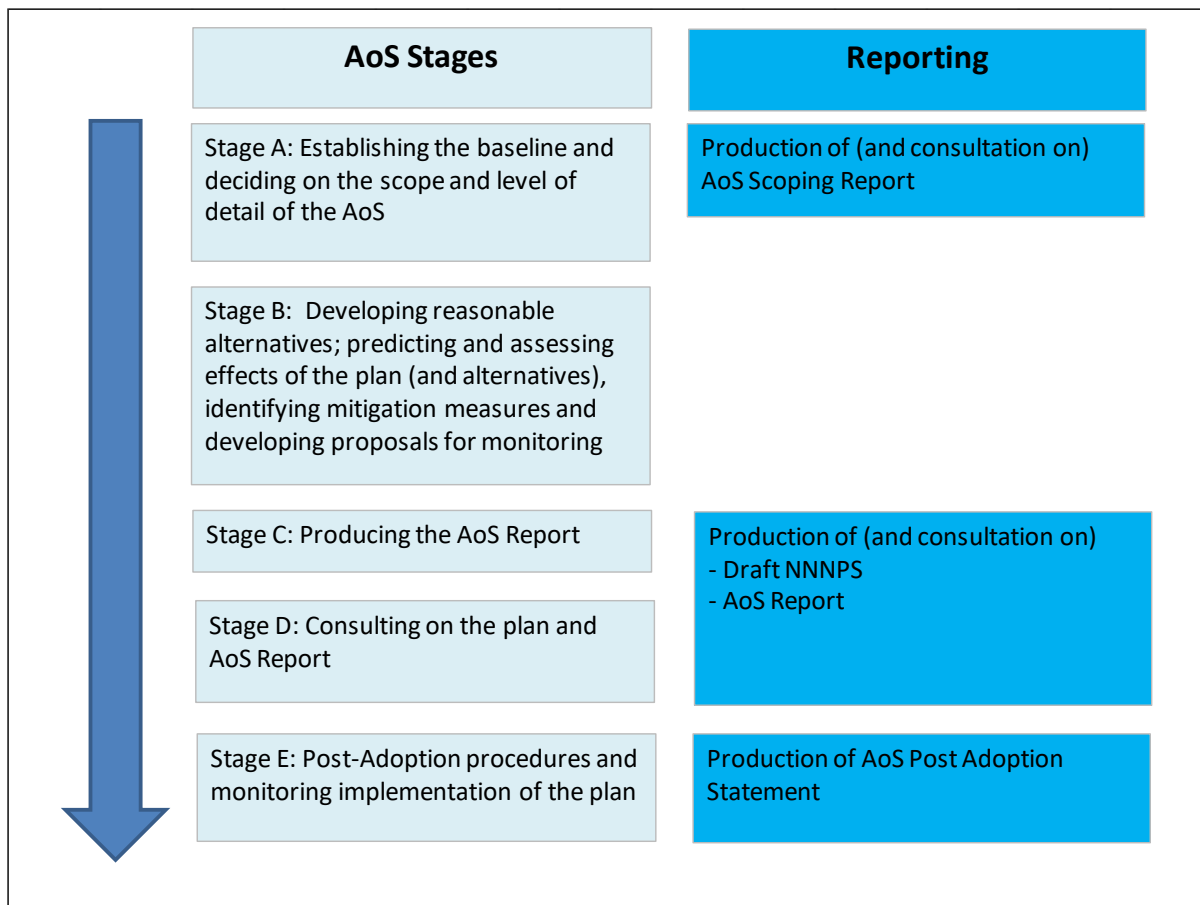 AoS Stages
Reporting
Stage A: Establishing the baseline and
deciding on the scope and level of
detail of the AoS
Production of (and consultation on)
AoS Scoping Report
Stage B:  Developing reasonable
alternatives; predicting and assessing
effects of the plan (and alternatives),
identifying mitigation measures and
developing proposals for monitoring
Stage C: Producing the AoS Report
Production of (and consultation on)
- Draft NNNPS
- AoS Report
Stage D: Consulting on the plan and
AoS Report
Stage E: Post-Adoption procedures and
monitoring implementation of the plan
Production of AoS Post Adoption
Statement